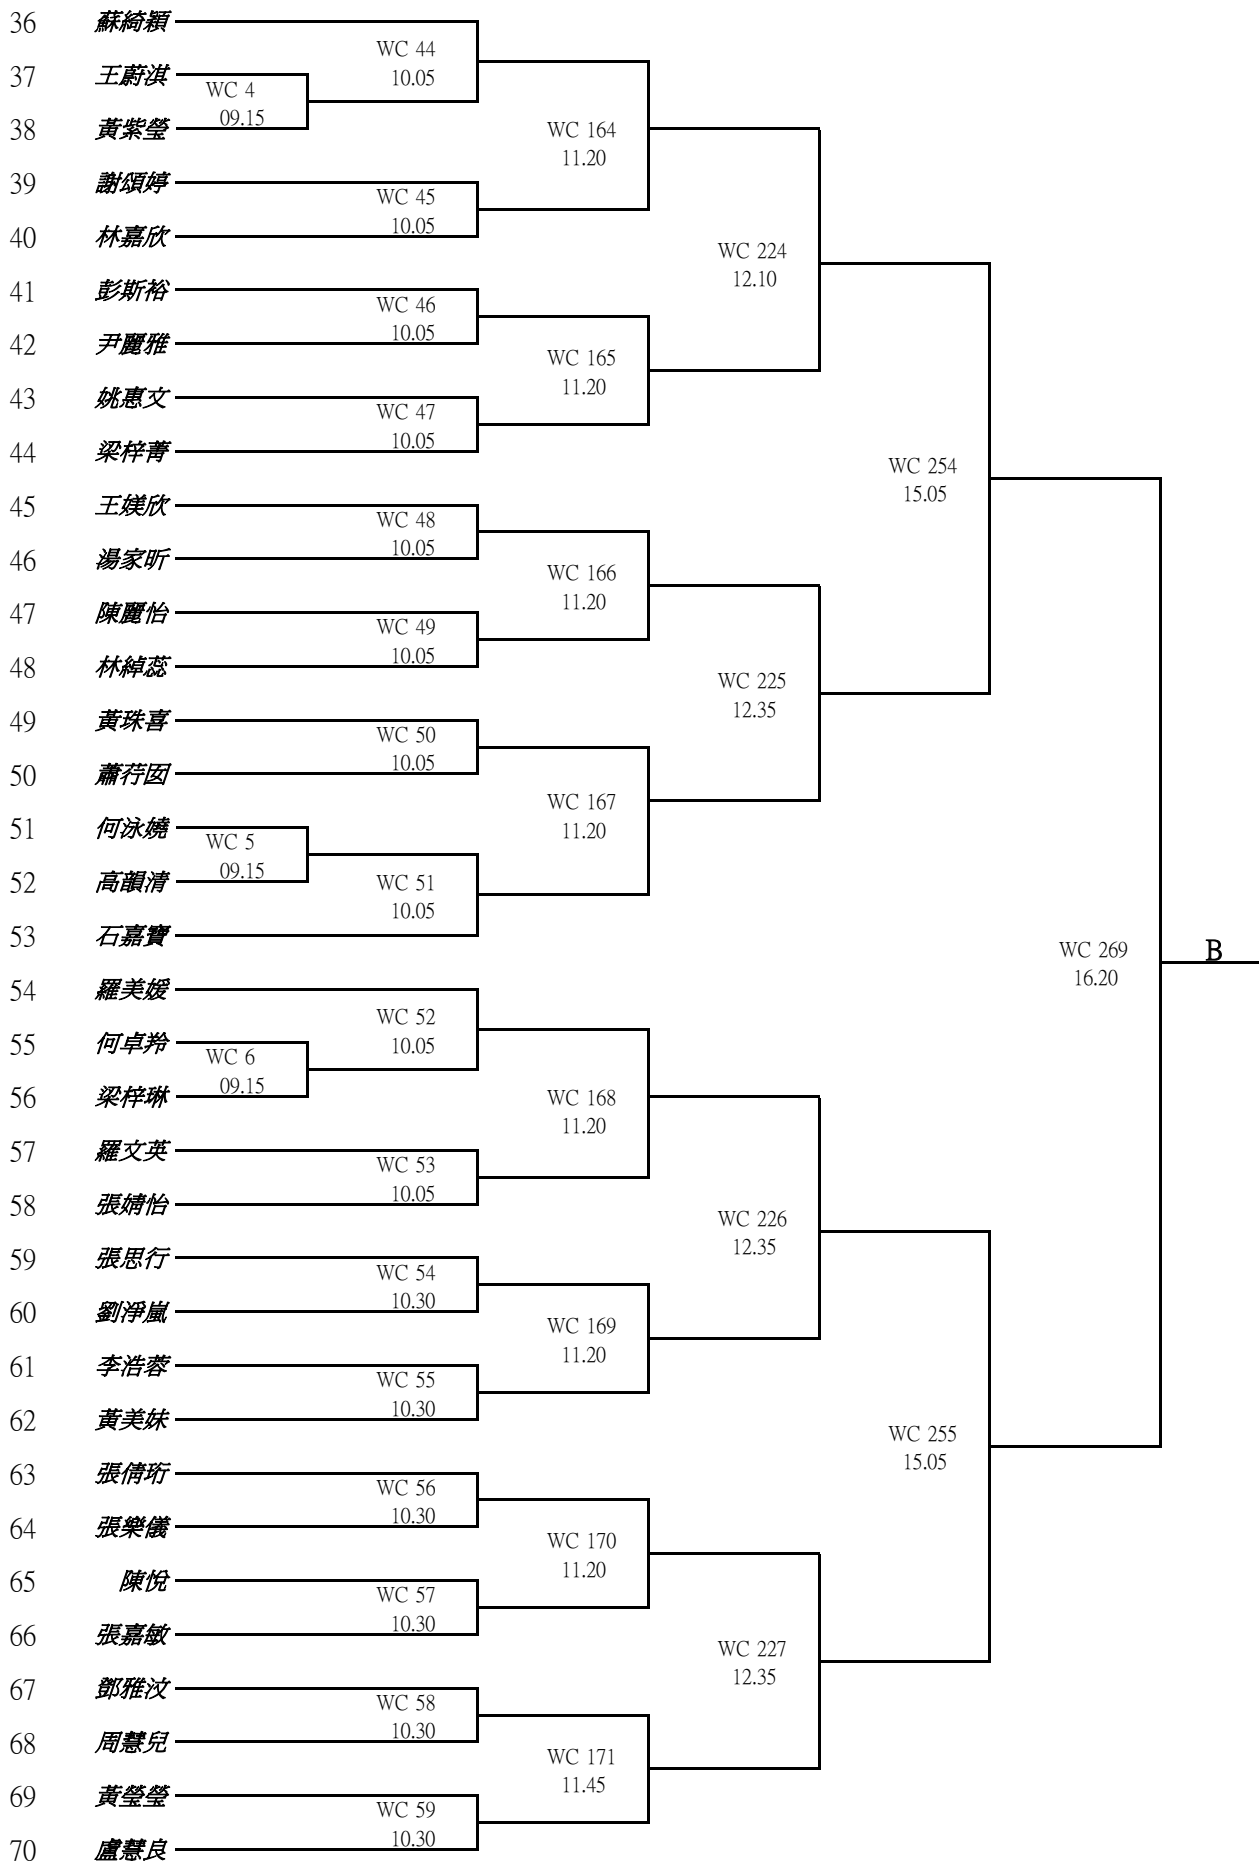 36 蘇綺穎
WC 44
37 王蔚淇 10.05
WC 4
38 黃紫瑩 09.15
WC 164
11.20
39 謝頌婷
WC 45
40 林嘉欣 10.05
WC 224
12.10
41 彭斯裕
WC 46
42 尹麗雅 10.05
WC 165
11.20
43 姚惠文
WC 47
44 梁梓菁 10.05
WC 254
15.05
45 王媄欣
WC 48
46 湯家昕 10.05
WC 166
11.20
47 陳麗怡
WC 49
48 林綽蕊 10.05
WC 225
12.35
49 黃珠喜
WC 50
50 蕭荇囡 10.05
WC 167
11.20
51 何泳嬈
WC 5
52 高韻清 09.15
WC 51
10.05
53 石嘉寶
WC 269 B
16.20
54 羅美媛
WC 52
55 何卓羚 10.05
WC 6
56 梁梓琳 09.15
WC 168
11.20
57 羅文英
WC 53
58 張婧怡 10.05
WC 226
12.35
59 張思行
WC 54
60 劉淨嵐 10.30
WC 169
11.20
61 李浩蓉
WC 55
62 黃美妹 10.30
WC 255
15.05
63 張倩珩
WC 56
64 張樂儀 10.30
WC 170
11.20
65 陳悅
WC 57
66 張嘉敏 10.30
WC 227
12.35
67 鄧雅汶
WC 58
68 周慧兒 10.30
WC 171
11.45
69 黃瑩瑩
WC 59
70 盧慧良 10.30